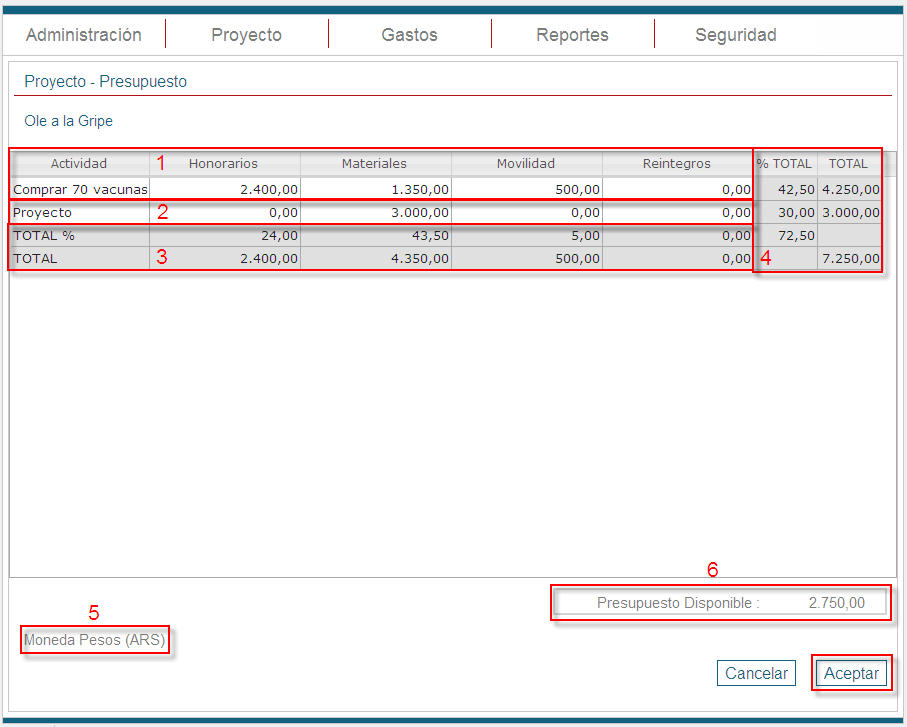 Administración Proyecto Gastos Reportes Seguridad
Proyecto - Presupuesto
Ole a la Gripe
Actividad 1 Honorarios Materiales Movilidad Reintegros % TOTAL TOTAL
Comprar 70 vacunas 2.400,00 1.350,00 500,00 0,00 42,50 4.250,00
Proyecto 2 0,00 3.000,00 0,00 0,00 30,00 3.000,00
TOTAL % 24,00 43,50 5,00 0,00 72,50
TOTAL 3 2.400,00 4.350,00 500,00 0,00 4 7.250,00
6
Presupuesto Disponible : 2.750,00
5
Moneda Pesos (ARS)
Cancelar Aceptar